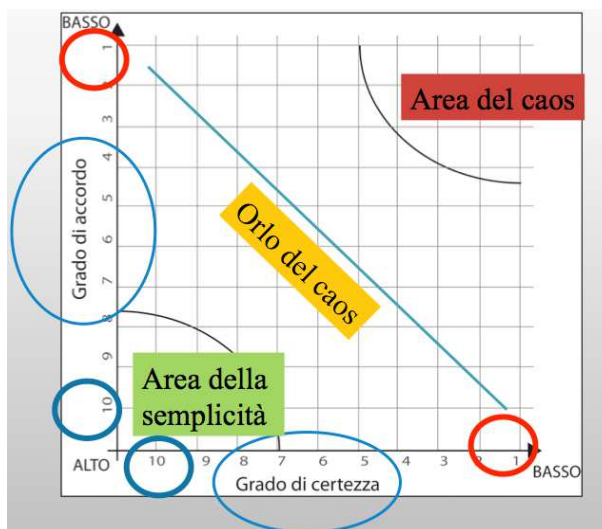 BASSO
1
2
3
4
5
6
7
8
9
10
Grado di accordo
Area del caos
Orlo del caos
Area della
semplicità
ALTO
10 9 8 7 6 5 4 3 2 1
BASSO
Grado di certezza